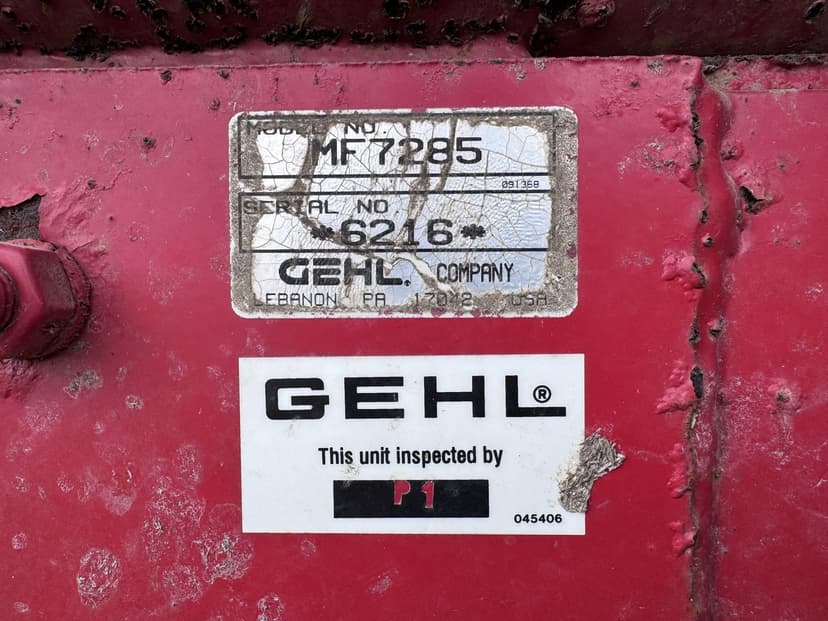 MODEL NO.
MF7285
091368
SERIAL NO.
*6216*
GEHL® COMPANY
LEBANON, PA 17042 USA
GEHL®
This unit inspected by
P 1
045406